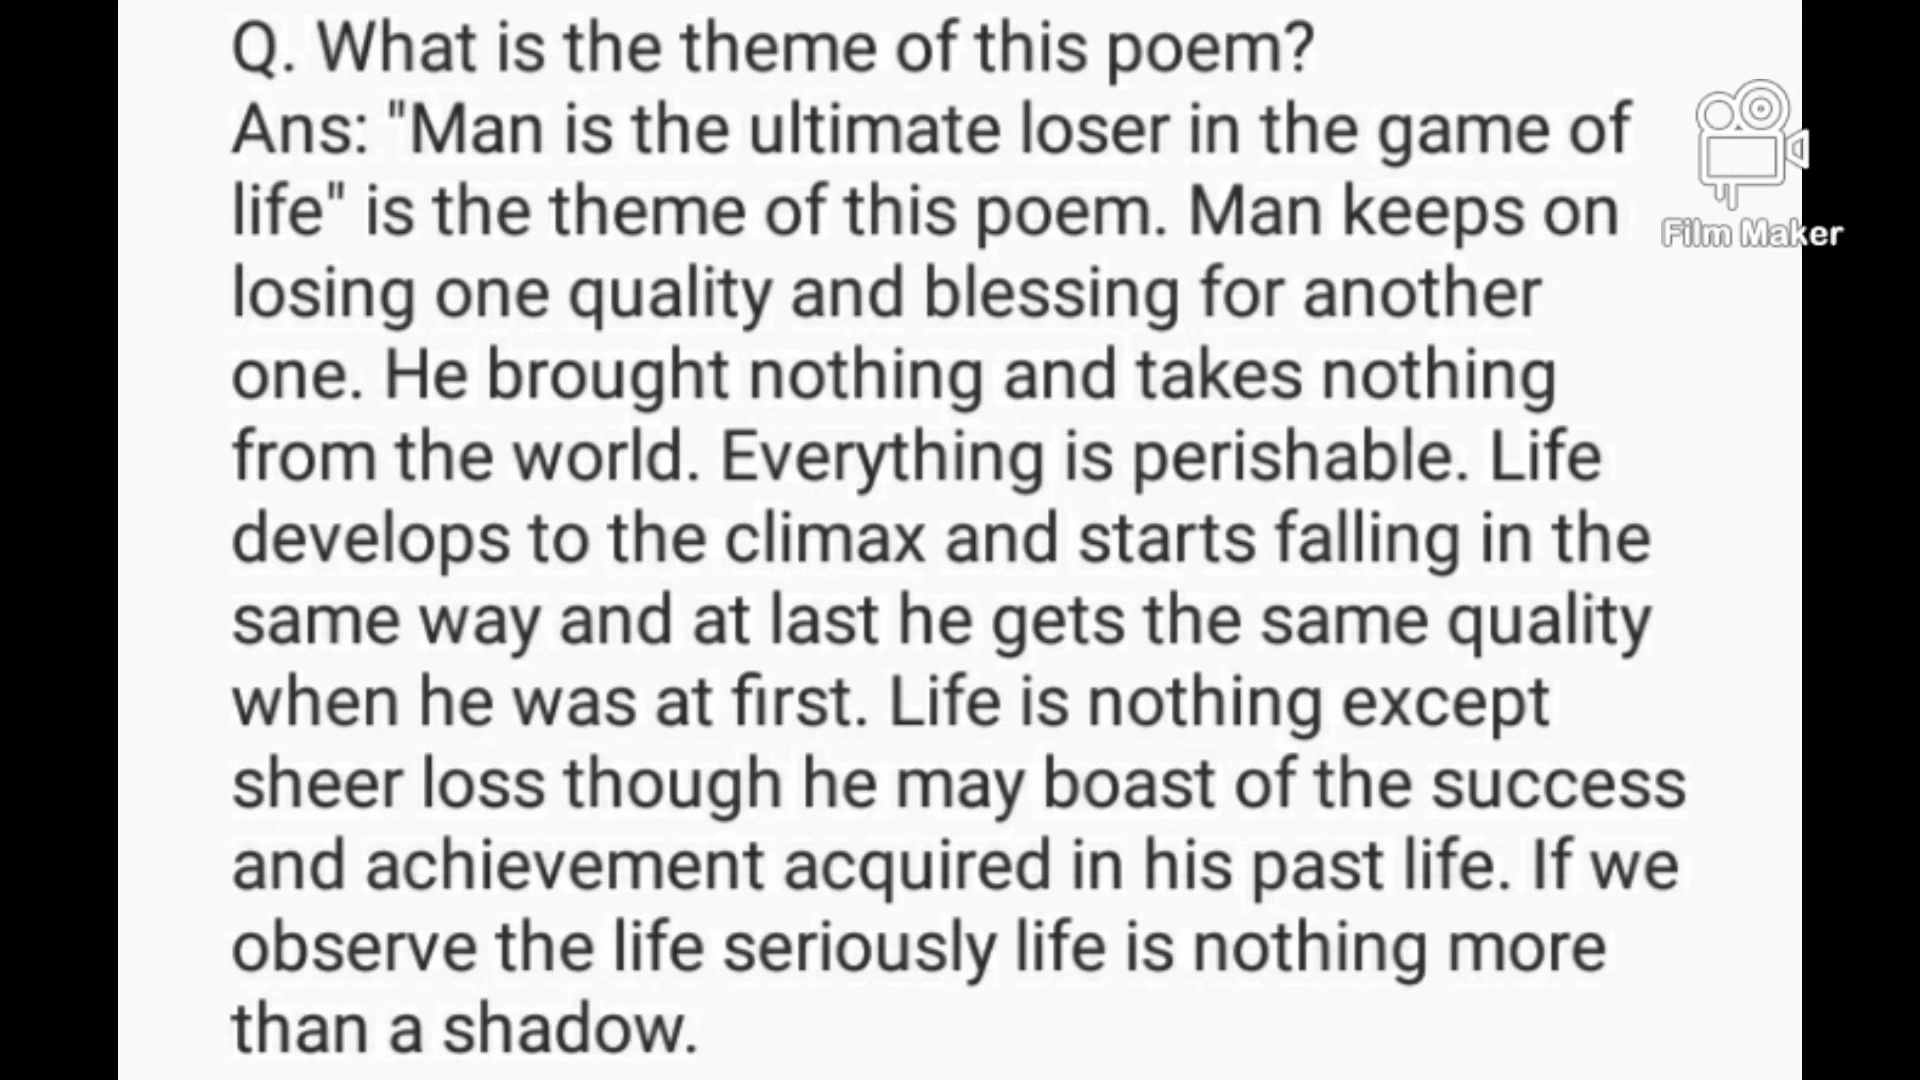 Q. What is the theme of this poem?
Ans: "Man is the ultimate loser in the game of
life" is the theme of this poem. Man keeps on
losing one quality and blessing for another
one. He brought nothing and takes nothing
from the world. Everything is perishable. Life
develops to the climax and starts falling in the
same way and at last he gets the same quality
when he was at first. Life is nothing except
sheer loss though he may boast of the success
and achievement acquired in his past life. If we
observe the life seriously life is nothing more
than a shadow.
Film Maker